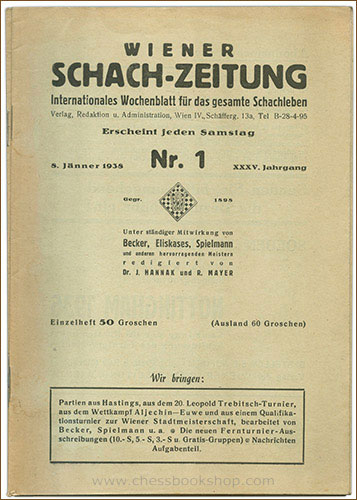 WIENER
SCHACH-ZEITUNG
Internationales Wochenblatt für das gesamte Schachleben
Verlag, Redaktion u. Administration, Wien IV., Schäfferg. 13a, Tel B-28-4-95
Erscheint jeden Samstag
8. Jänner 1938 Nr. 1 XXXV. Jahrgang
Gegr. 1898
Unter ständiger Mitwirkung von
Becker, Eliskases, Spielmann
und anderen hervorragenden Meistern
redigiert von
Dr. J. HANNAK und R. MAYER
Einzelheft 50 Groschen (Ausland 60 Groschen)
Wir bringen:
Partien aus Hastings, aus dem 20. Leopold Trebitsch-Turnier,
aus dem Wettkampf Aljechin—Euwe und aus einem Qualifika-
tionsturnier zur Wiener Stadtmeisterschaft, bearbeitet von
Becker, Spielmann u. a. Die neuen Fernturnier-Aus-
schreibungen (10.- S, 5.- S, 3.- S u. Gratis-Gruppen) Nachrichten
Aufgabenteil.
www.chessbookshop.com